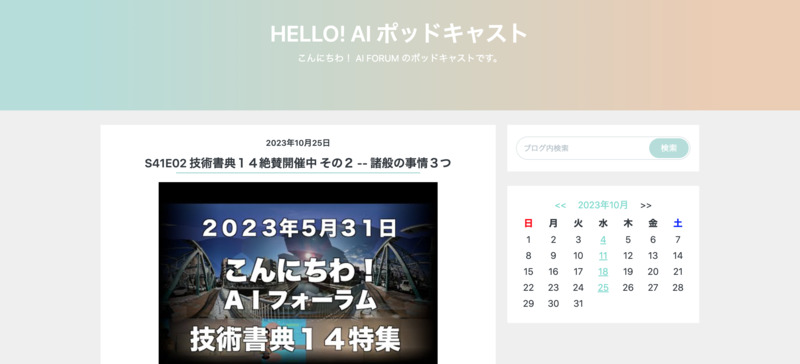 HELLO! AI ポッドキャスト
こんにちわ！ AI FORUM のポッドキャストです。
2023年10月25日
S41E02 技術書典１４絶賛開催中 その２ -- 諸般の事情３つ
２０２３年５月３１日
こんにちわ！
ＡＩフォーラム
技術書典１４特集
ブログ内検索 検索
<< 2023年10月 >>
日 月 火 水 木 金 土
1 2 3 4 5 6 7
8 9 10 11 12 13 14
15 16 17 18 19 20 21
22 23 24 25 26 27 28
29 30 31